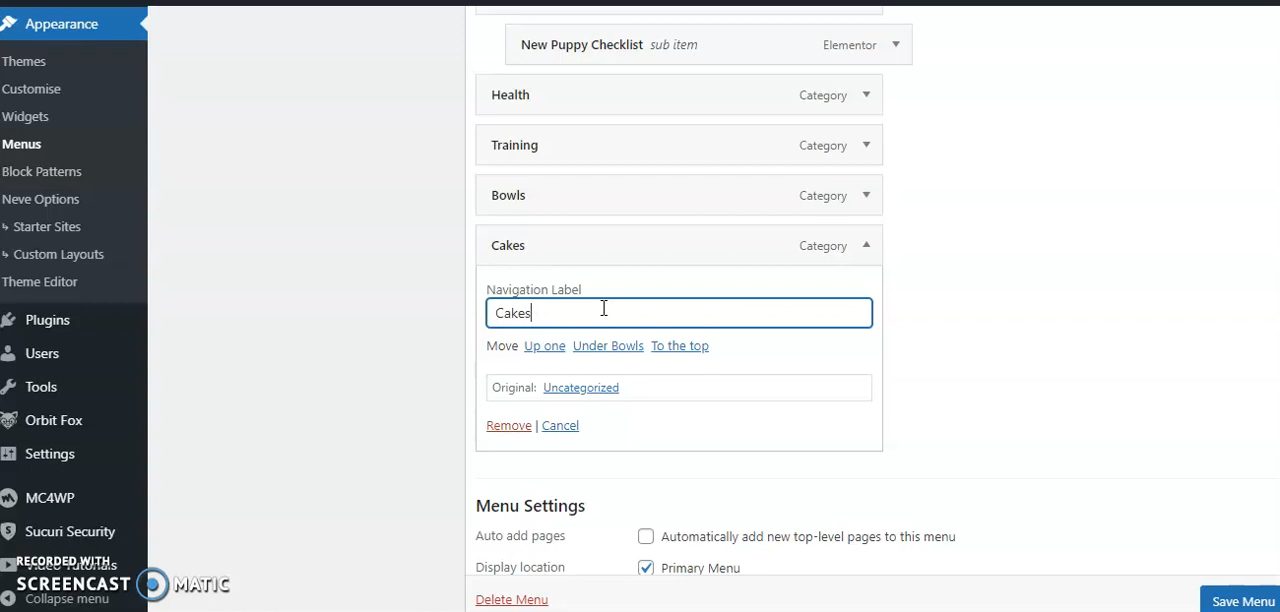 Appearance
Themes
Customise
Widgets
Menus
Block Patterns
Neve Options
↳ Starter Sites
↳ Custom Layouts
Theme Editor
Plugins
Users
Tools
Orbit Fox
Settings
MC4WP
Sucuri Security
Video Tutorials
Collapse menu
RECORDED WITH
SCREENCAST MATIC
New Puppy Checklist sub item Elementor
Health Category
Training Category
Bowls Category
Cakes Category
Navigation Label
Cakes
Move Up one Under Bowls To the top
Original: Uncategorized
Remove | Cancel
Menu Settings
Auto add pages Automatically add new top-level pages to this menu
Display location Primary Menu
Delete Menu Save Menu